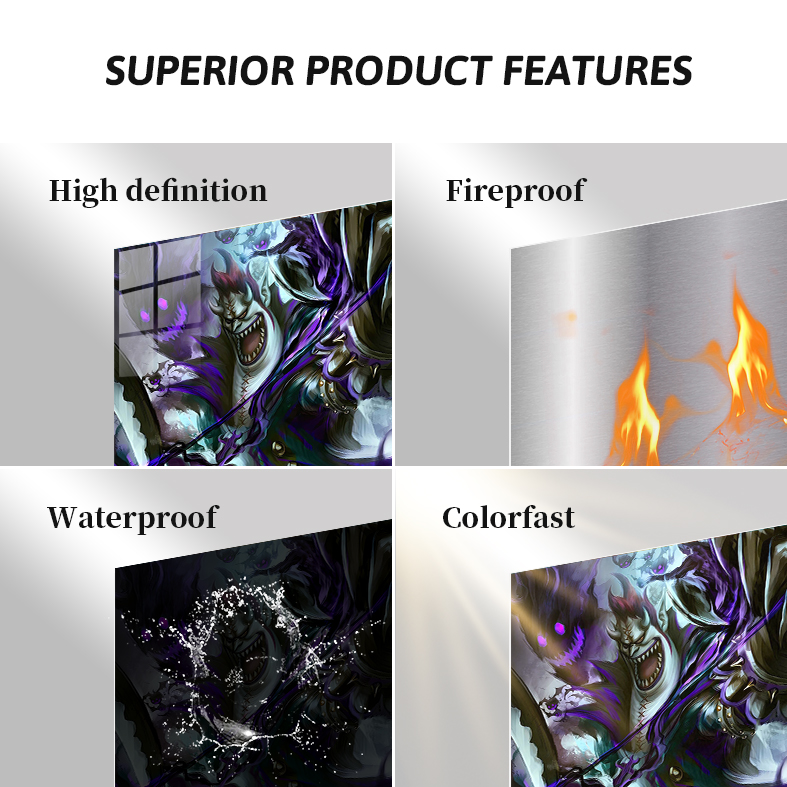 SUPERIOR PRODUCT FEATURES
High definition
Fireproof
Waterproof
Colorfast